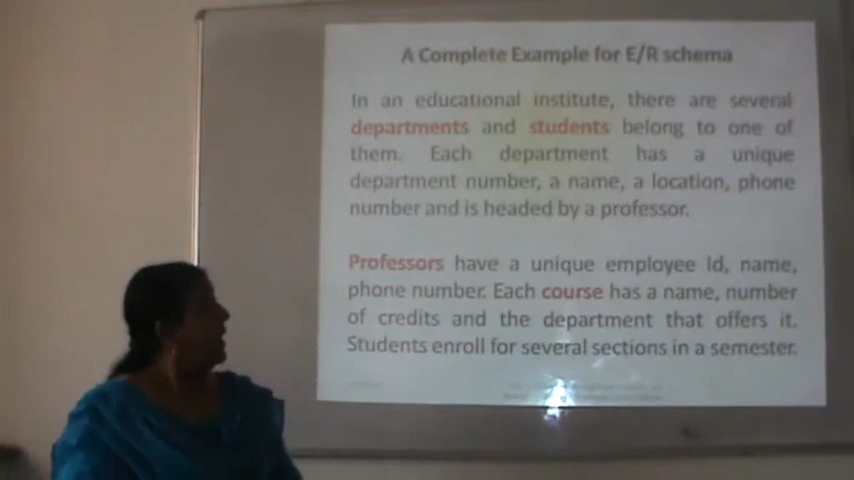 A Complete Example for E/R schema
In an educational institute, there are several
departments and students belong to one of
them. Each department has a unique
department number, a name, a location, phone
number and is headed by a professor.
Professors have a unique employee Id, name,
phone number. Each course has a name, number
of credits and the department that offers it.
Students enroll for several sections in a semester.